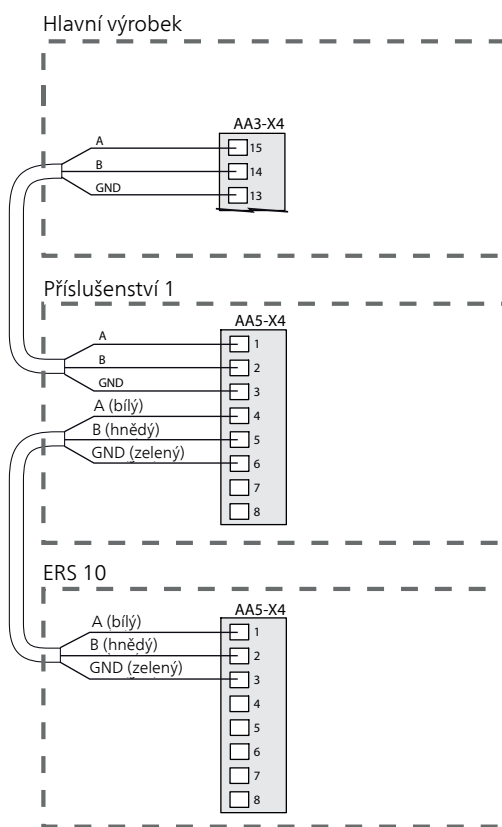 Hlavní výrobek
AA3-X4
A
15
B
14
GND
13
Příslušenství 1
AA5-X4
A
1
B
2
GND
3
A (bílý)
4
B (hnědý)
5
GND (zelený)
6
7
8
ERS 10
AA5-X4
A (bílý)
1
B (hnědý)
2
GND (zelený)
3
4
5
6
7
8